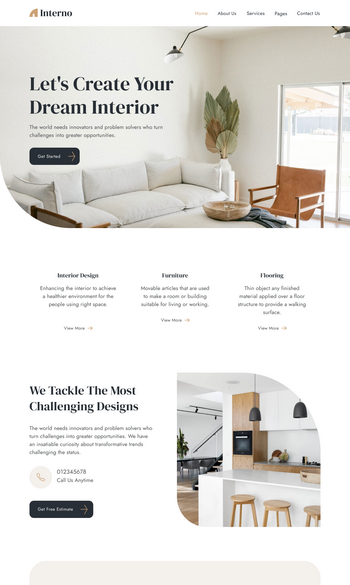 Interno
Home About Us Services Pages Contact Us
Let's Create Your
Dream Interior
The world needs innovators and problem solvers who turn
challenges into greater opportunities.
Get Started
Interior Design
Enhancing the interior to achieve
a healthier environment for the
people using right space.
View More
Furniture
Movable articles that are used
to make a room or building
suitable for living or working.
View More
Flooring
Thin object any finished
material applied over a floor
structure to provide a walking
surface.
View More
We Tackle The Most
Challenging Designs
The world needs innovators and problem solvers who
turn challenges into greater opportunities. We have
an insatiable curiosity about transformative trends
challenging the status.
012345678
Call Us Anytime
Get Free Estimate